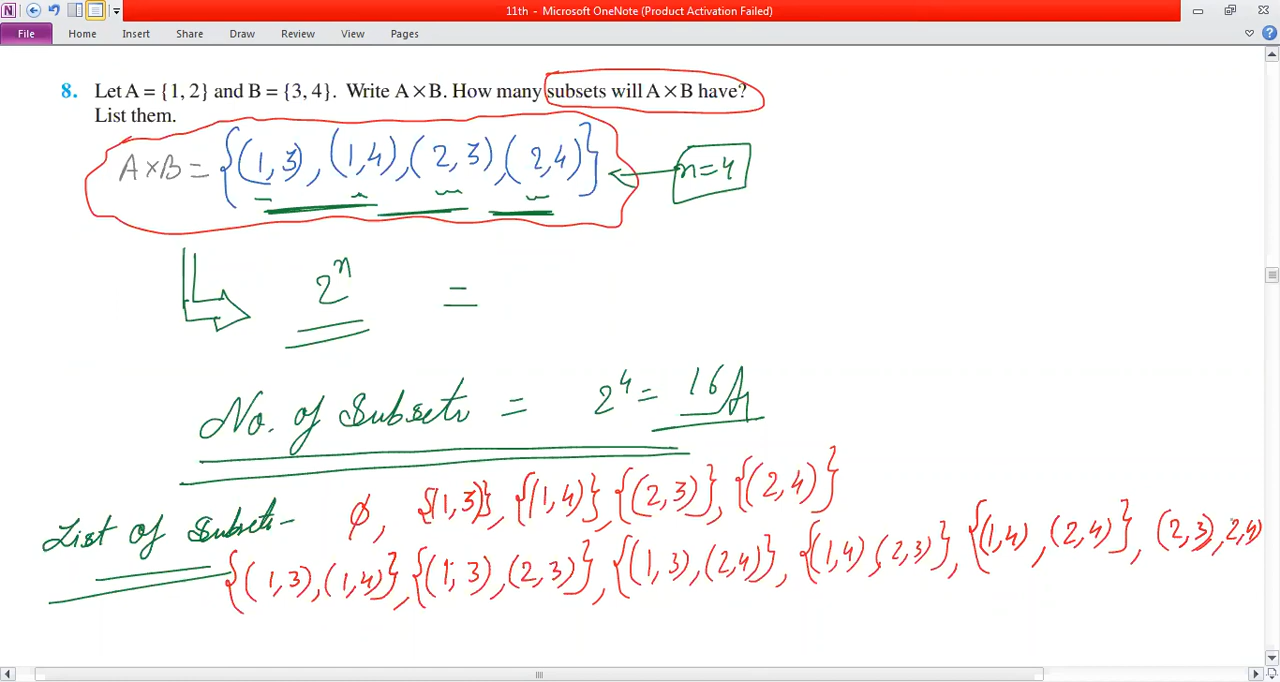 11th - Microsoft OneNote (Product Activation Failed)
File Home Insert Share Draw Review View Pages
8. Let A = {1, 2} and B = {3, 4}. Write A × B. How many subsets will A × B have?
List them.
A×B = {(1,3), (1,4), (2,3), (2,4)} n=4
2ⁿ =
No. of Subsets = 2⁴ = 16 A
List of Subsets- ϕ, {(1,3)}, {(1,4)}, {(2,3)}, {(2,4)}
{(1,3),(1,4)}, {(1,3),(2,3)}, {(1,3),(2,4)}, {(1,4),(2,3)}, {(1,4),(2,4)}, (2,3),2,4)